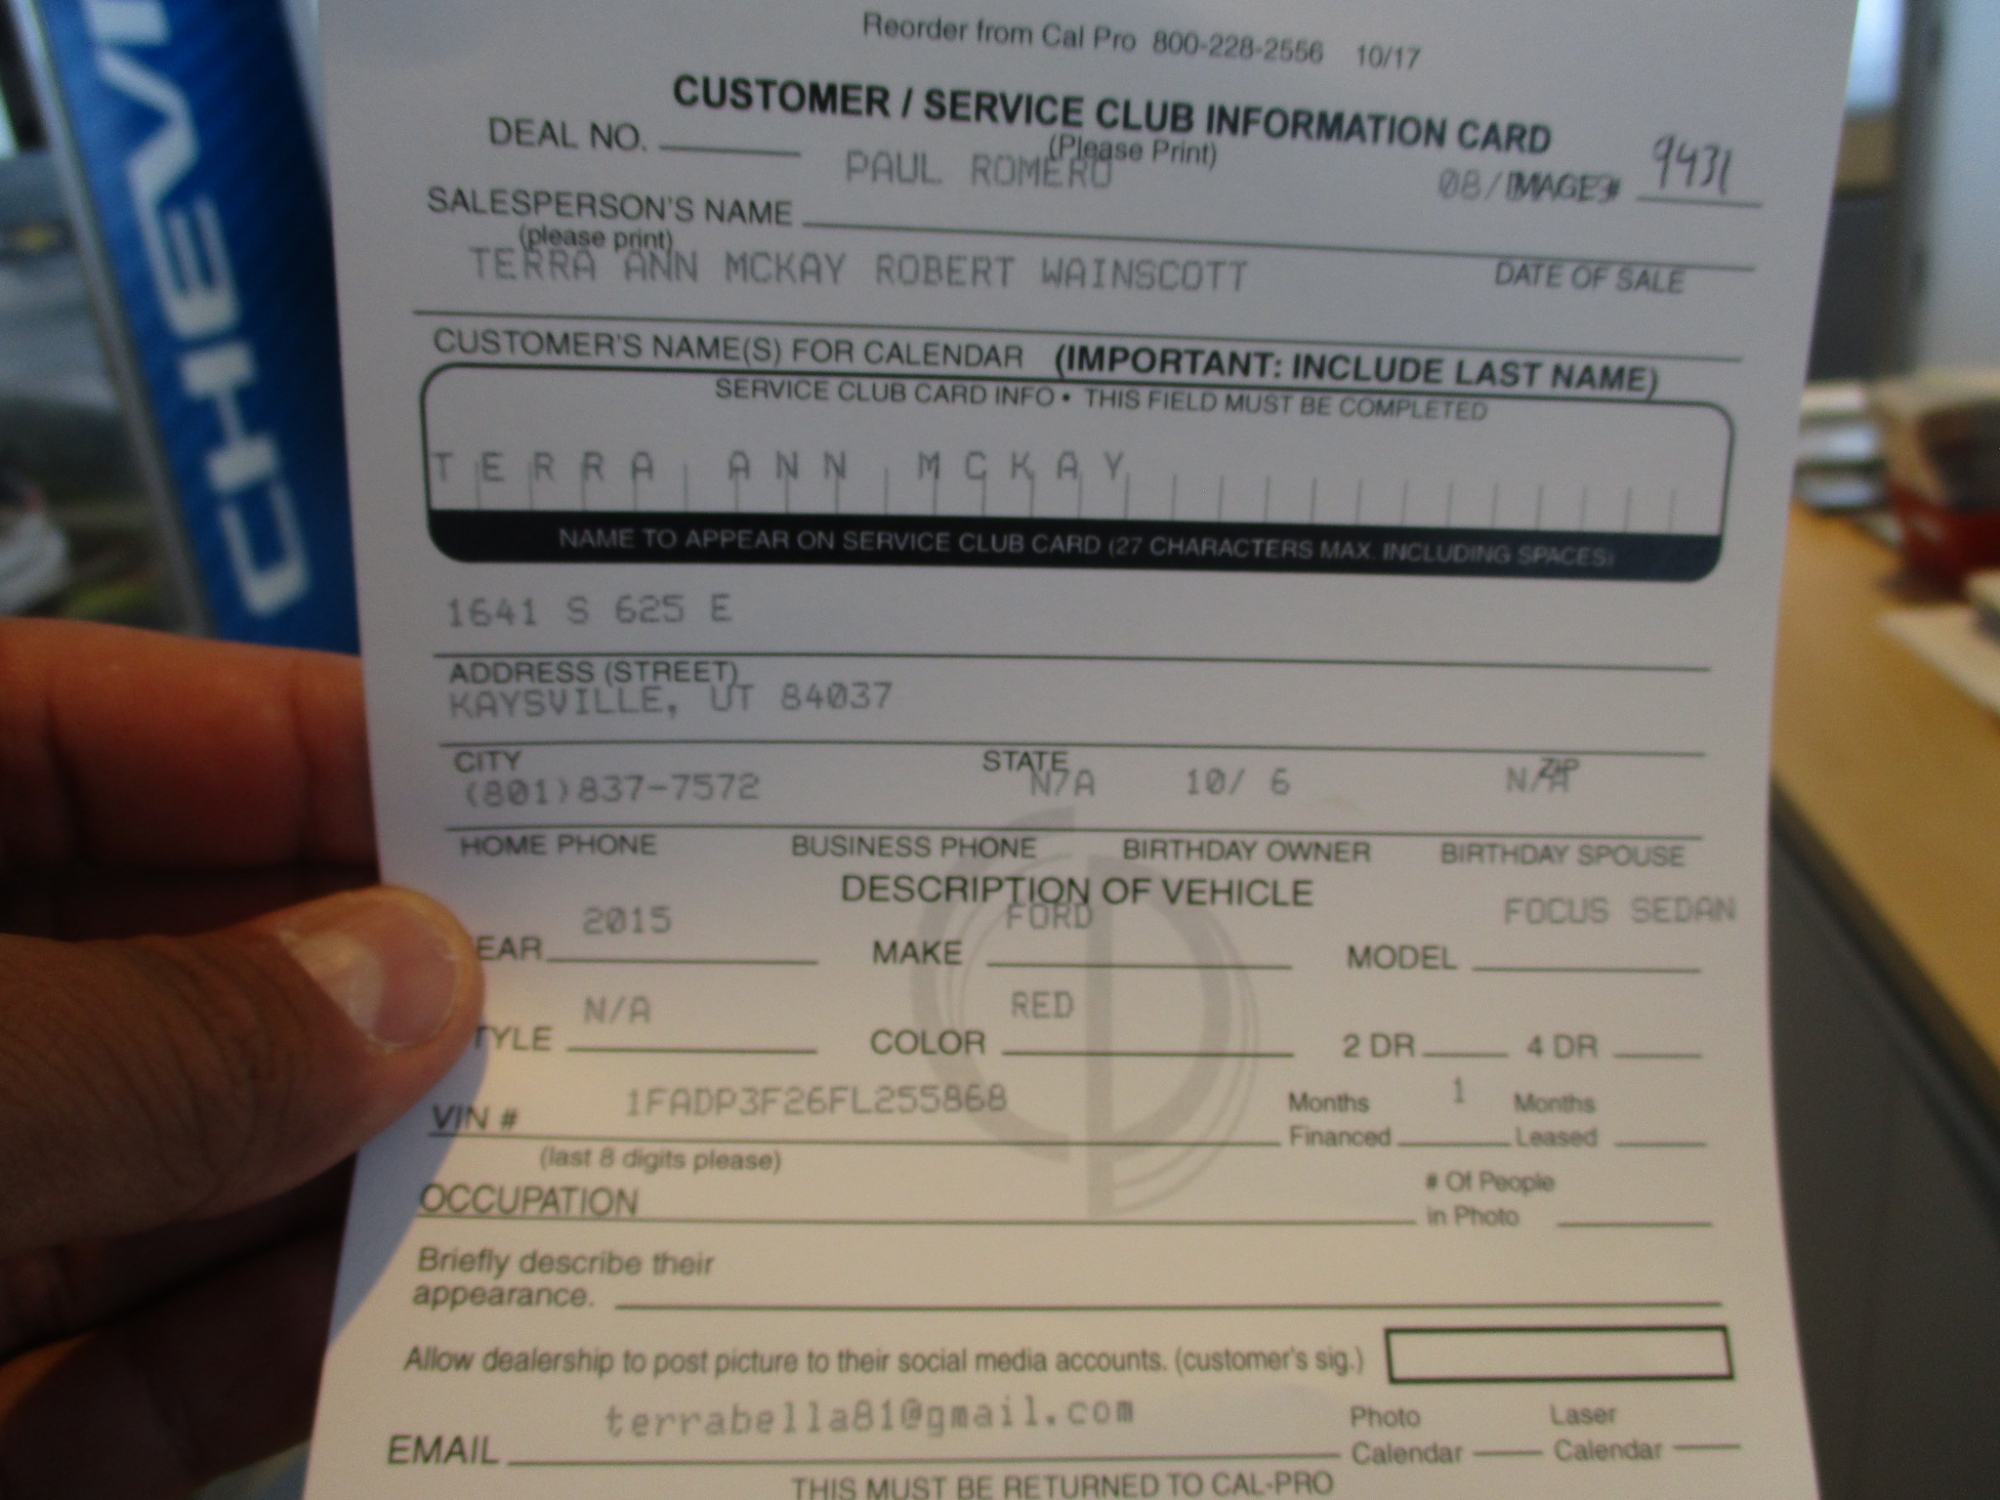 CHEV
Reorder from Cal Pro 800-228-2556 10/17
CUSTOMER / SERVICE CLUB INFORMATION CARD
DEAL NO. (Please Print) 9431
PAUL ROMERO 08/ IMAGE#
SALESPERSON'S NAME
(please print)
TERRA ANN MCKAY ROBERT WAINSCOTT DATE OF SALE
CUSTOMER'S NAME(S) FOR CALENDAR (IMPORTANT: INCLUDE LAST NAME)
SERVICE CLUB CARD INFO • THIS FIELD MUST BE COMPLETED
TERRA ANN MCKAY
NAME TO APPEAR ON SERVICE CLUB CARD (27 CHARACTERS MAX. INCLUDING SPACES)
1641 S 625 E
ADDRESS (STREET)
KAYSVILLE, UT 84037
CITY STATE ZIP
(801)837-7572 N/A 10/ 6 N/A
HOME PHONE BUSINESS PHONE BIRTHDAY OWNER BIRTHDAY SPOUSE
DESCRIPTION OF VEHICLE
2015 FORD FOCUS SEDAN
EAR MAKE MODEL
N/A RED
TYLE COLOR 2 DR 4 DR
VIN # 1FADP3F26FL255868 Months 1 Months
Financed Leased
(last 8 digits please)
OCCUPATION # Of People
in Photo
Briefly describe their
appearance.
Allow dealership to post picture to their social media accounts. (customer's sig.)
terrabella81@gmail.com Photo Laser
EMAIL Calendar Calendar
THIS MUST BE RETURNED TO CAL-PRO